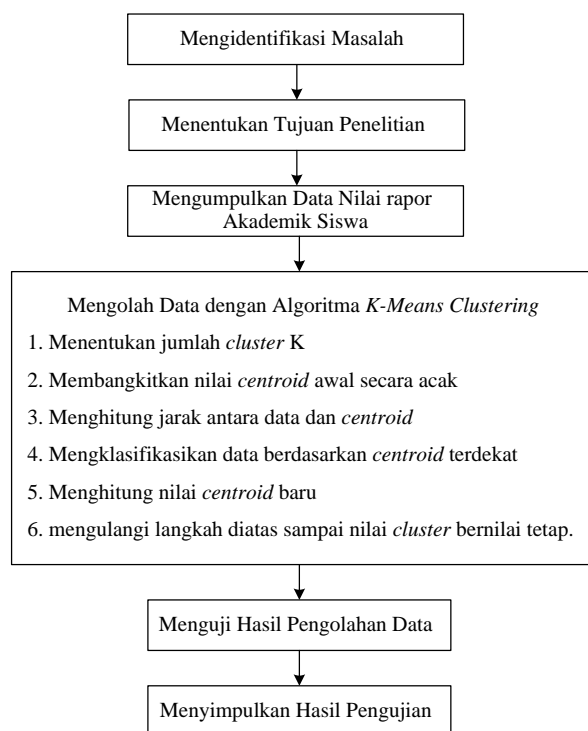 Mengidentifikasi Masalah
Menentukan Tujuan Penelitian
Mengumpulkan Data Nilai rapor
Akademik Siswa
Mengolah Data dengan Algoritma K-Means Clustering
1. Menentukan jumlah cluster K
2. Membangkitkan nilai centroid awal secara acak
3. Menghitung jarak antara data dan centroid
4. Mengklasifikasikan data berdasarkan centroid terdekat
5. Menghitung nilai centroid baru
6. mengulangi langkah diatas sampai nilai cluster bernilai tetap.
Menguji Hasil Pengolahan Data
Menyimpulkan Hasil Pengujian